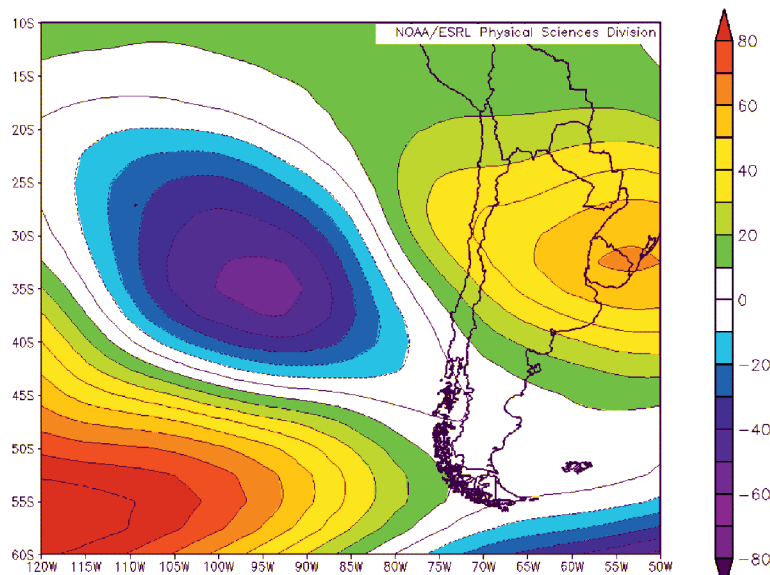 10S
NOAA/ESRL Physical Sciences Division
15S
20S
25S
30S
35S
40S
45S
50S
55S
60S
120W 115W 110W 105W 100W 95W 90W 85W 80W 75W 70W 65W 60W 55W 50W
80
60
40
20
0
-20
-40
-60
-80